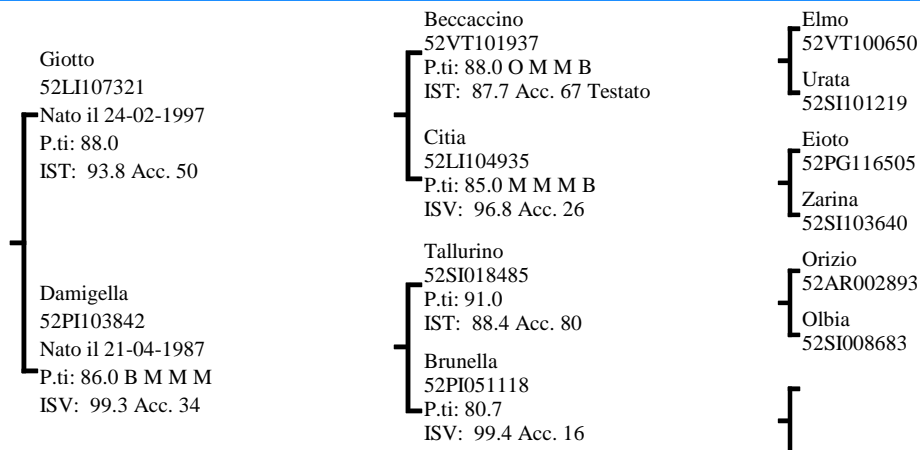 Giotto
52LI107321
Nato il 24-02-1997
P.ti: 88.0
IST: 93.8 Acc. 50
Damigella
52PI103842
Nato il 21-04-1987
P.ti: 86.0 B M M M
ISV: 99.3 Acc. 34
Beccaccino
52VT101937
P.ti: 88.0 O M M B
IST: 87.7 Acc. 67 Testato
Citia
52LI104935
P.ti: 85.0 M M M B
ISV: 96.8 Acc. 26
Tallurino
52SI018485
P.ti: 91.0
IST: 88.4 Acc. 80
Brunella
52PI051118
P.ti: 80.7
ISV: 99.4 Acc. 16
Elmo
52VT100650
Urata
52SI101219
Eioto
52PG116505
Zarina
52SI103640
Orizio
52AR002893
Olbia
52SI008683